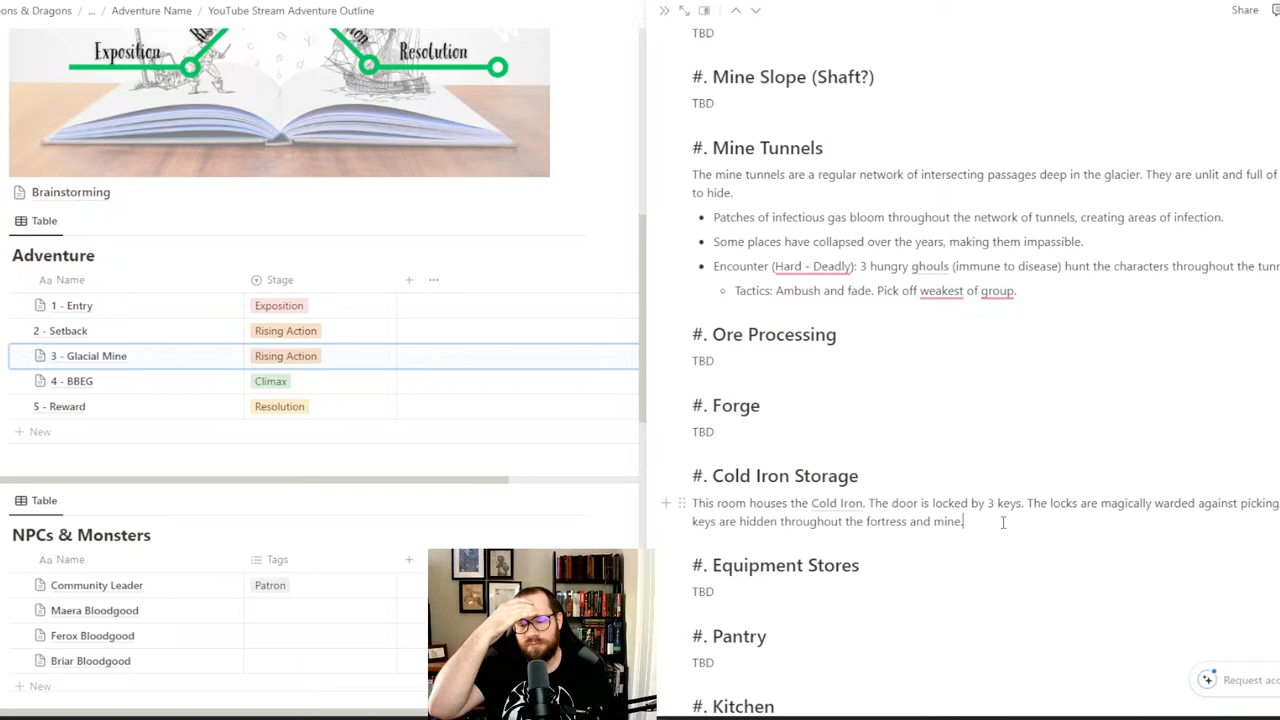 ons & Dragons / ... / Adventure Name / YouTube Stream Adventure Outline
Exposition
Resolution
Brainstorming
Table
Adventure
Aa Name
Stage
1 - Entry
Exposition
2 - Setback
Rising Action
3 - Glacial Mine
Rising Action
4 - BBEG
Climax
5 - Reward
Resolution
+ New
Table
NPCs & Monsters
Aa Name
Tags
Community Leader
Patron
Maera Bloodgood
Ferox Bloodgood
Briar Bloodgood
+ New
Share
TBD
#. Mine Slope (Shaft?)
TBD
#. Mine Tunnels
The mine tunnels are a regular network of intersecting passages deep in the glacier. They are unlit and full of
to hide.
• Patches of infectious gas bloom throughout the network of tunnels, creating areas of infection.
• Some places have collapsed over the years, making them impassible.
• Encounter (Hard - Deadly): 3 hungry ghouls (immune to disease) hunt the characters throughout the tun
Tactics: Ambush and fade. Pick off weakest of group.
#. Ore Processing
TBD
#. Forge
TBD
#. Cold Iron Storage
This room houses the Cold Iron. The door is locked by 3 keys. The locks are magically warded against picking
keys are hidden throughout the fortress and mine.
#. Equipment Stores
TBD
#. Pantry
TBD
#. Kitchen
Request acc